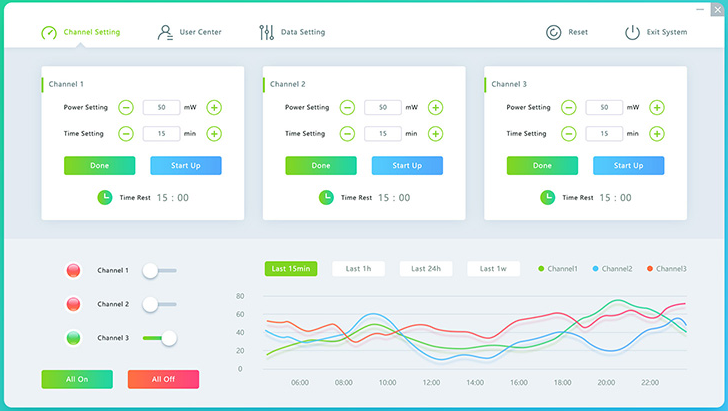 Channel Setting
User Center
Data Setting
Reset
Exit System
Channel 1
Power Setting 50 mW
Time Setting 15 min
Done Start Up
Time Rest 15 : 00
Channel 2
Power Setting 50 mW
Time Setting 15 min
Done Start Up
Time Rest 15 : 00
Channel 3
Power Setting 50 mW
Time Setting 15 min
Done Start Up
Time Rest 15 : 00
Channel 1
Channel 2
Channel 3
All On All Off
Last 15min Last 1h Last 24h Last 1w
Channel1 Channel2 Channel3
80
60
40
20
0
06:00 08:00 10:00 12:00 14:00 16:00 18:00 20:00 22:00